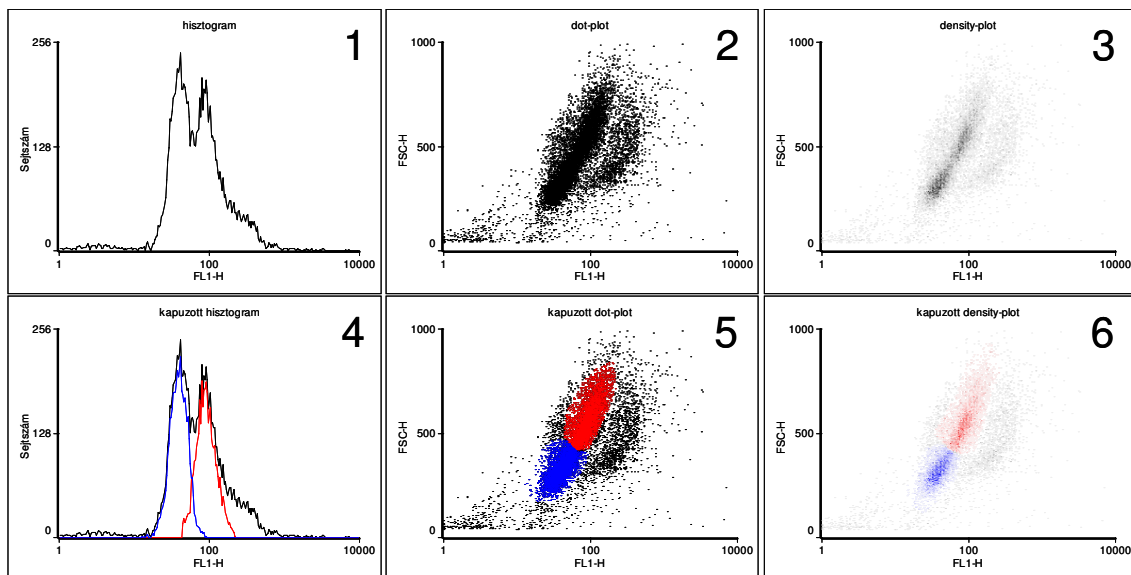 hisztogram
1
256
128
0
Sejtszám
1
100
10000
FL1-H
dot-plot
2
1000
500
0
FSC-H
1
100
10000
FL1-H
density-plot
3
1000
500
0
FSC-H
1
100
10000
FL1-H
kapuzott hisztogram
4
256
128
0
Sejtszám
1
100
10000
FL1-H
kapuzott dot-plot
5
1000
500
0
FSC-H
1
100
10000
FL1-H
kapuzott density-plot
6
1000
500
0
FSC-H
1
100
10000
FL1-H